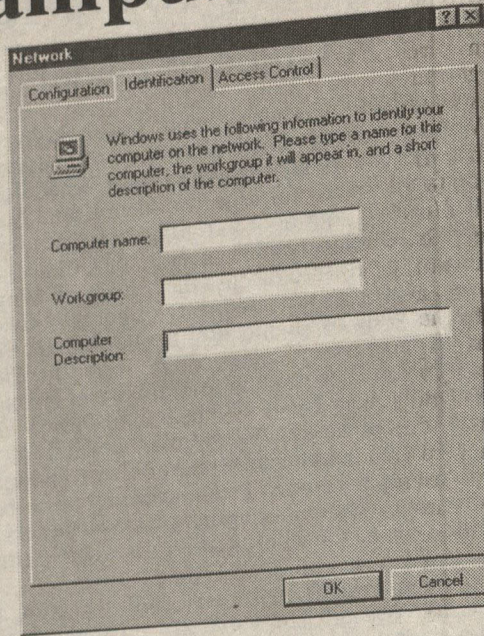 Network
Configuration Identification Access Control
Windows uses the following information to identify your
computer on the network. Please type a name for this
computer, the workgroup it will appear in, and a short
description of the computer.
Computer name:
Workgroup:
Computer
Description:
OK Cancel